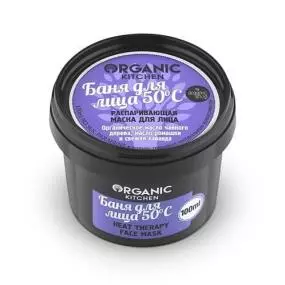 ORGANIC
KITCHEN
Баня для
лица 50°C
РАСПАРИВАЮЩАЯ
МАСКА ДЛЯ ЛИЦА
Органическое масло чайного
дерева, масло ромашки
и свежая лаванда
ORGANIC
KITCHEN
Баня для
лица 50°C
100ml
HEAT THERAPY
FACE MASK